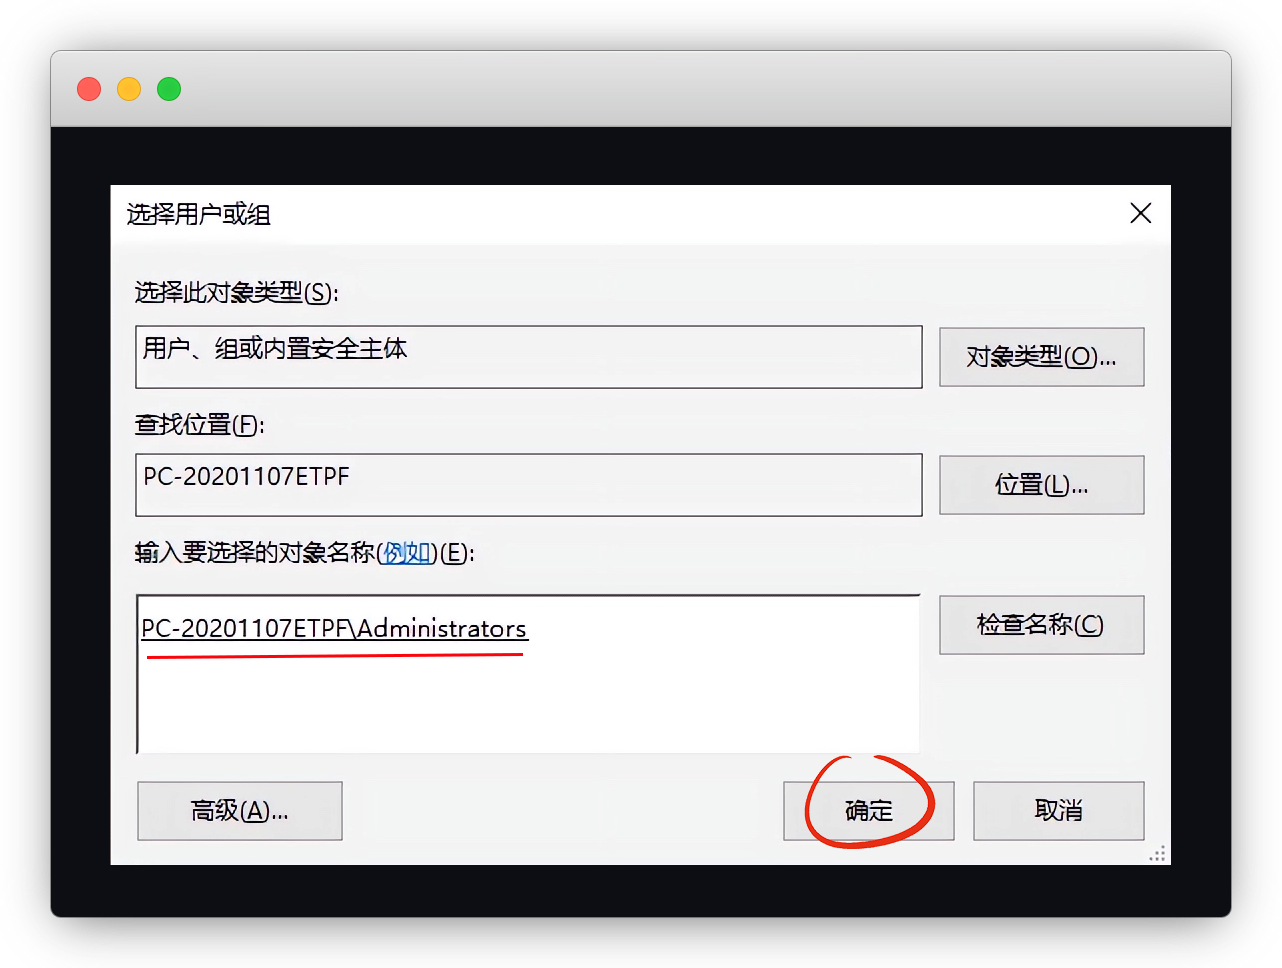 选择用户或组
选择此对象类型(S):
用户、组或内置安全主体
对象类型(O)...
查找位置(F):
PC-20201107ETPF
位置(L)...
输入要选择的对象名称(例如)(E):
PC-20201107ETPF\Administrators
检查名称(C)
高级(A)...
确定
取消